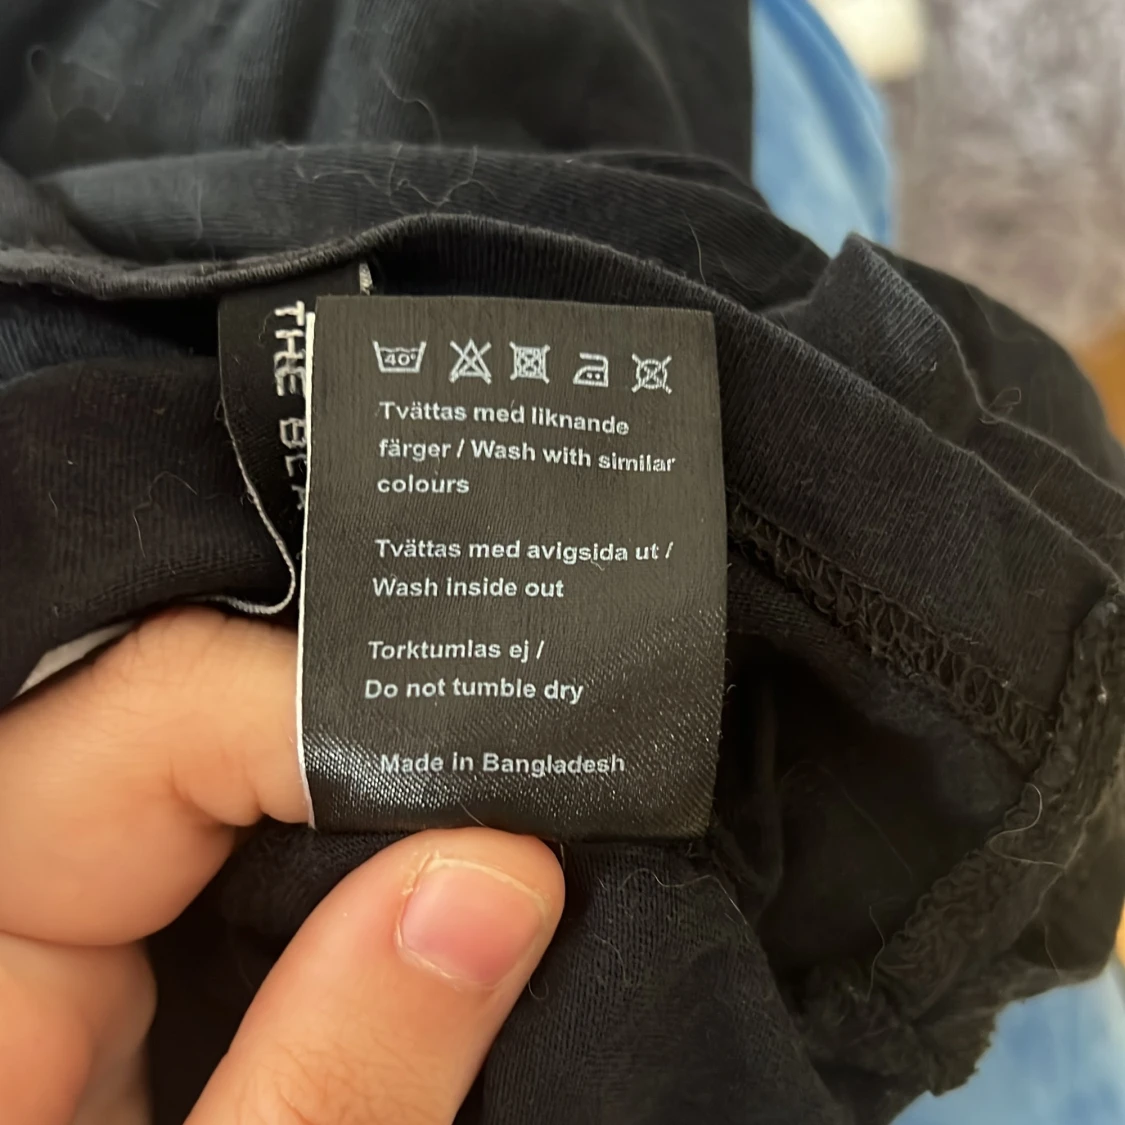 THE BLA
40°
Tvättas med liknande
färger / Wash with similar
colours
Tvättas med avigsida ut /
Wash inside out
Torktumlas ej /
Do not tumble dry
Made in Bangladesh